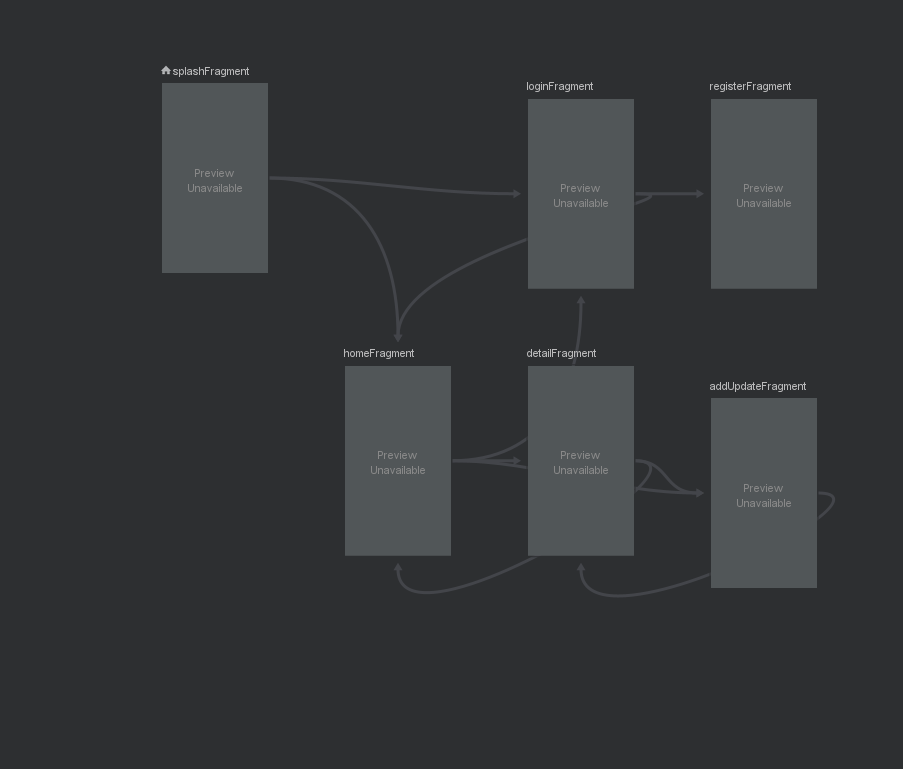 splashFragment
Preview
Unavailable
loginFragment
Preview
Unavailable
registerFragment
Preview
Unavailable
homeFragment
Preview
Unavailable
detailFragment
Preview
Unavailable
addUpdateFragment
Preview
Unavailable